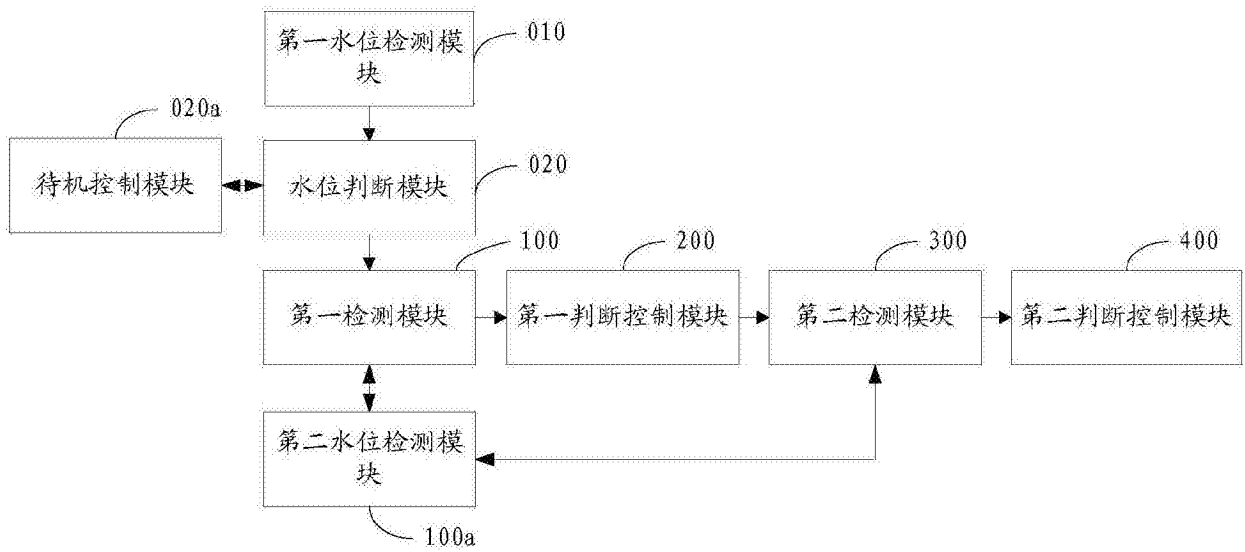 010
第一水位检测模
块
020a
020
待机控制模块
水位判断模块
100
200
300
400
第一检测模块
第一判断控制模块
第二检测模块
第二判断控制模块
第二水位检测模
块
100a